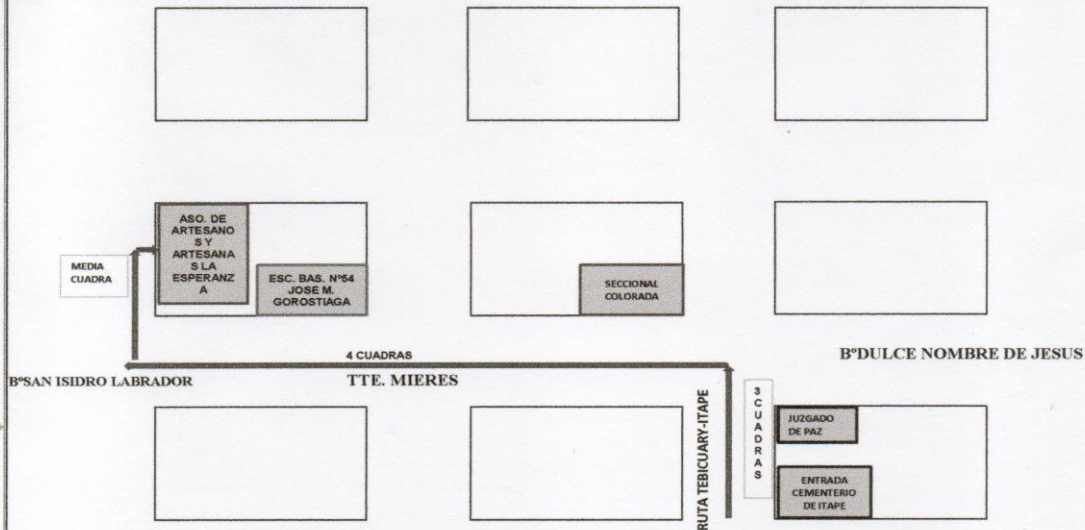 ASO. DE
ARTESANO
S Y
ARTESANA
S LA
ESPERANZ
A
MEDIA
CUADRA
ESC. BAS. Nº54
JOSE M.
GOROSTIAGA
SECCIONAL
COLORADA
4 CUADRAS
BºDULCE NOMBRE DE JESUS
BºSAN ISIDRO LABRADOR
TTE. MIERES
RUTA TEBICUARY-ITAPE
3
C
U
A
D
R
A
S
JUZGADO
DE PAZ
ENTRADA
CEMENTERIO
DE ITAPE